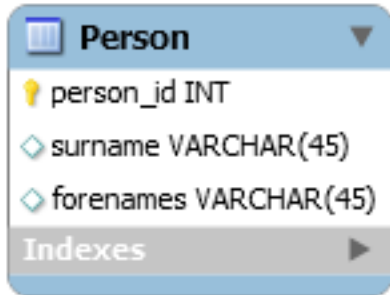 Person
person_id INT
surname VARCHAR(45)
forenames VARCHAR(45)
Indexes